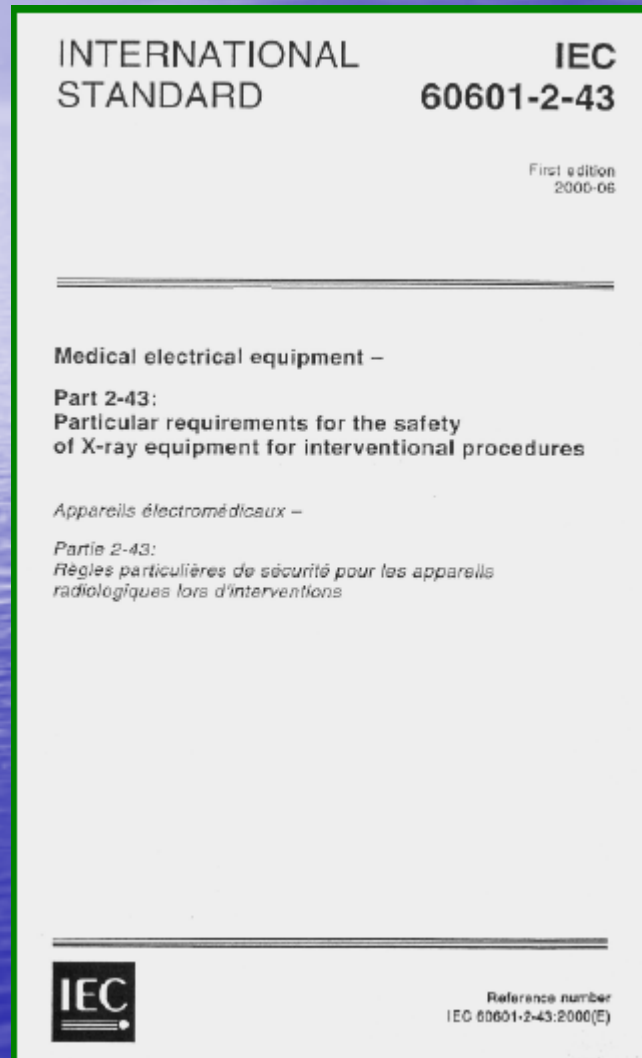 INTERNATIONAL
STANDARD
IEC
60601-2-43
First edition
2000-06
Medical electrical equipment –
Part 2-43:
Particular requirements for the safety
of X-ray equipment for interventional procedures
Appareils électromédicaux –
Partie 2-43:
Règles particulières de sécurité pour les appareils
radiologiques lors d'interventions
IEC
Reference number
IEC 60601-2-43:2000(E)